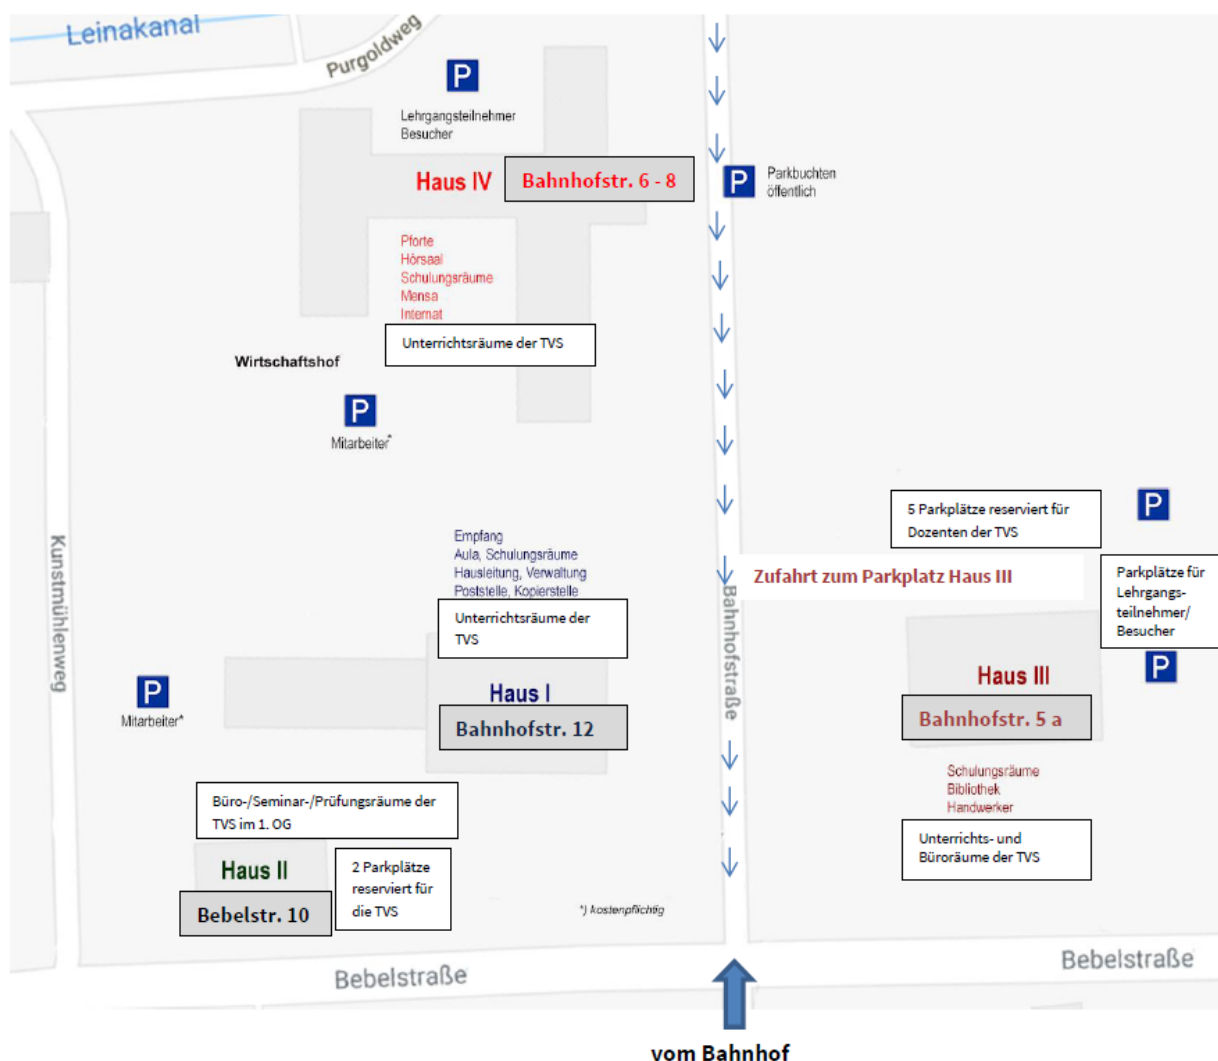 Leinakanal
Purgoldweg
P
Lehrgangsteilnehmer
Besucher
Haus IV
Bahnhofstr. 6 - 8
P
Parkbuchten
öffentlich
Pforte
Hörsaal
Schulungsräume
Mensa
Internat
Unterrichtsräume der TVS
Wirtschaftshof
P
Mitarbeiter*
5 Parkplätze reserviert für
Dozenten der TVS
P
Kunstmühlenweg
Empfang
Aula, Schulungsräume
Hausleitung, Verwaltung
Poststelle, Kopierstelle
Unterrichtsräume der
TVS
Bahnhofstraße
Zufahrt zum Parkplatz Haus III
Parkplätze für
Lehrgangs-
teilnehmer/
Besucher
P
P
Mitarbeiter*
Haus I
Bahnhofstr. 12
Haus III
Bahnhofstr. 5 a
Schulungsräume
Bibliothek
Handwerker
Unterrichts- und
Büroräume der TVS
Büro-/Seminar-/Prüfungsräume der
TVS im 1. OG
Haus II
Bebelstr. 10
2 Parkplätze
reserviert für
die TVS
*) kostenpflichtig
Bebelstraße
Bebelstraße
vom Bahnhof